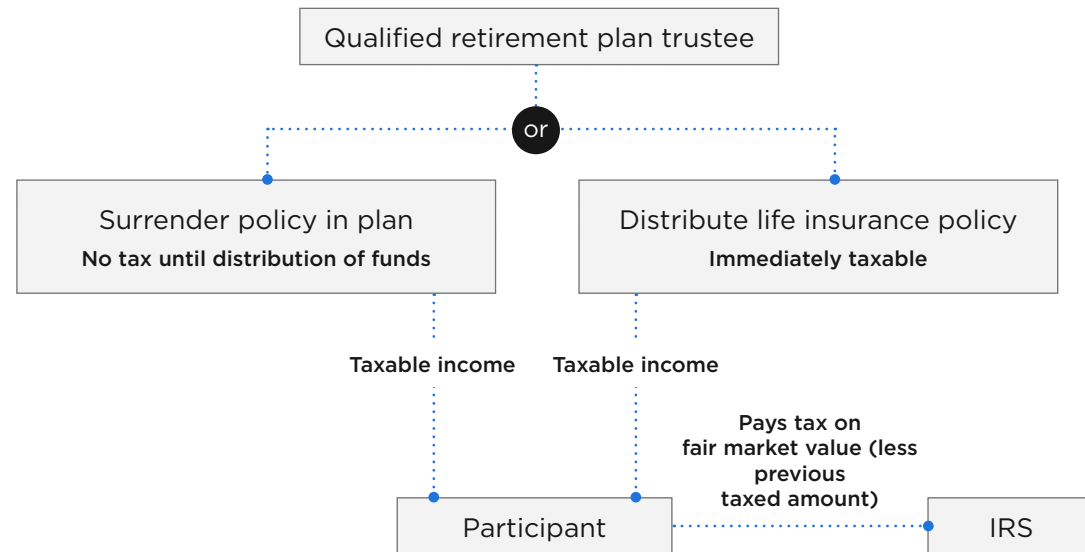 Qualified retirement plan trustee
or
Surrender policy in plan
No tax until distribution of funds
Distribute life insurance policy
Immediately taxable
Taxable income
Taxable income
Pays tax on
fair market value (less
previous
taxed amount)
Participant
IRS